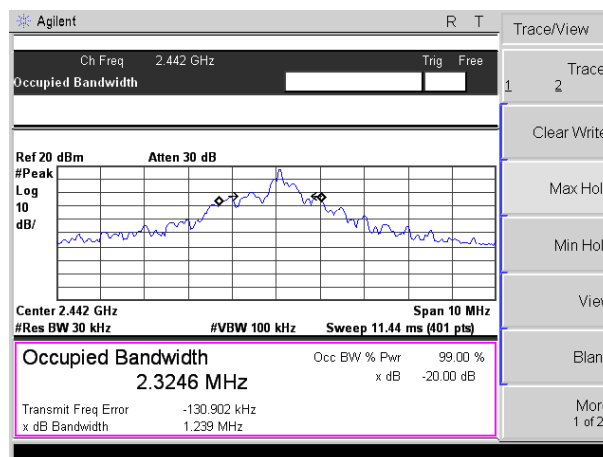 Agilent R T
Ch Freq 2.442 GHz Trig Free
Occupied Bandwidth
Ref 20 dBm Atten 30 dB
#Peak
Log
10
dB/
Center 2.442 GHz Span 10 MHz
#Res BW 30 kHz #VBW 100 kHz Sweep 11.44 ms (401 pts)
Occupied Bandwidth Occ BW % Pwr 99.00 %
2.3246 MHz x dB -20.00 dB
Transmit Freq Error -130.902 kHz
x dB Bandwidth 1.239 MHz
Trace/View
Trace
1 2
Clear Write
Max Hol
Min Hol
View
Blan
More
1 of 2